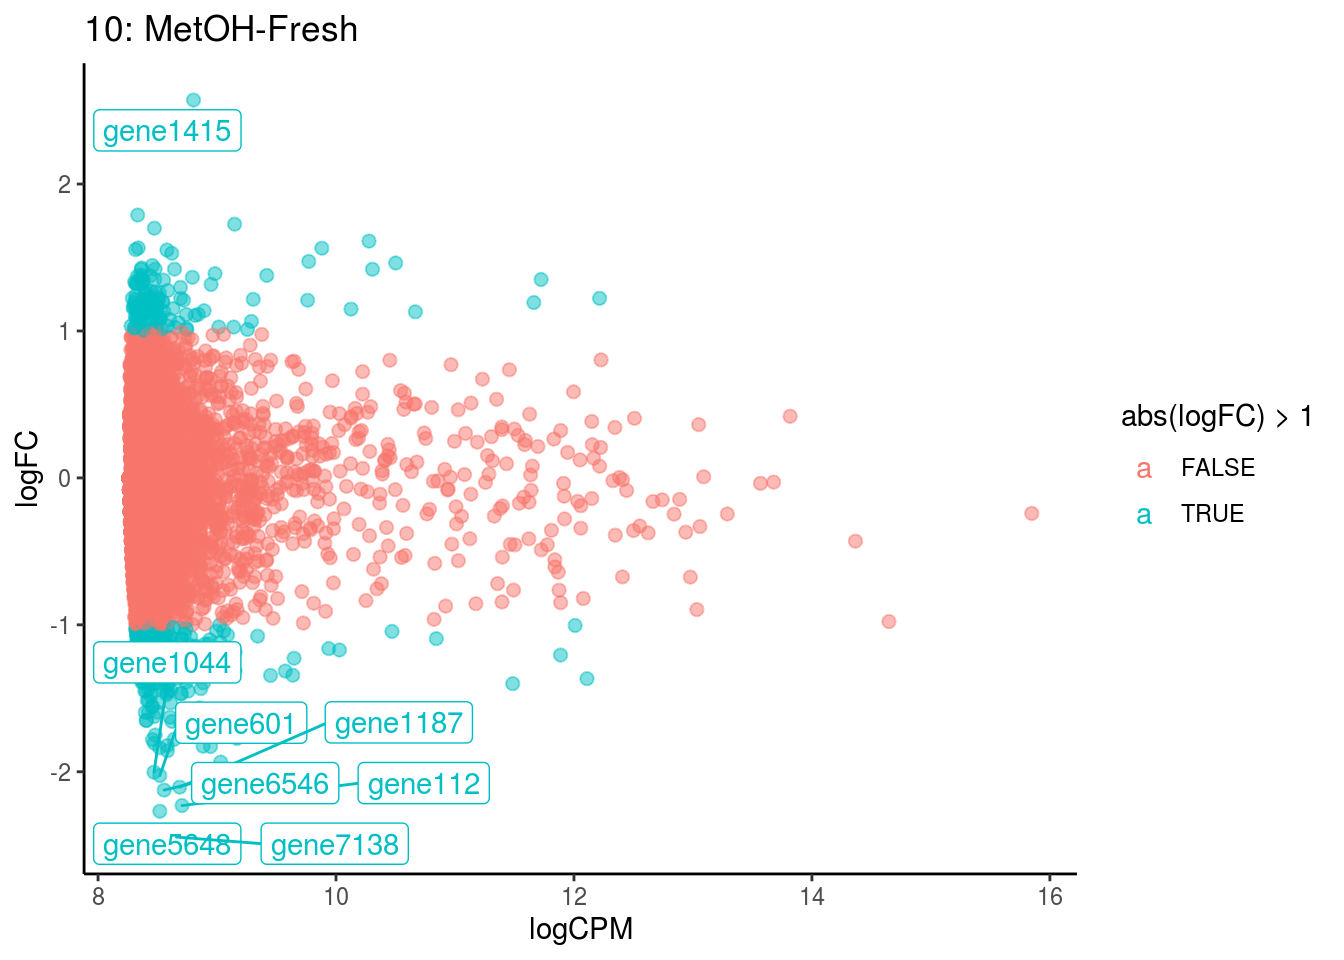 10: MetOH-Fresh
gene1415
2
1
0
-1
-2
logFC
gene1044
gene601
gene1187
gene6546
gene112
gene5648
gene7138
8
10
12
14
16
logCPM
abs(logFC) > 1
a FALSE
a TRUE